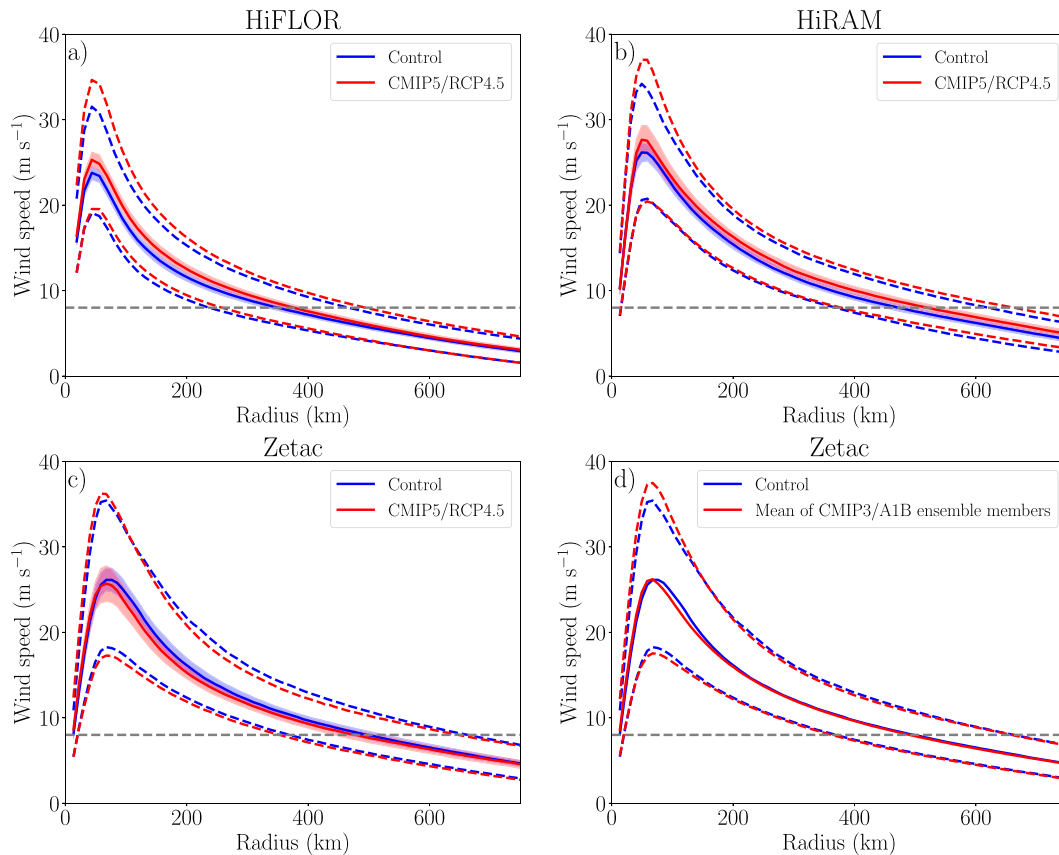 HiFLOR
a)
Control
CMIP5/RCP4.5
40
30
20
10
0
Wind speed (m s⁻¹)
0 200 400 600
Radius (km)
HiRAM
b)
Control
CMIP5/RCP4.5
40
30
20
10
0
Wind speed (m s⁻¹)
0 200 400 600
Radius (km)
Zetac
c)
Control
CMIP5/RCP4.5
40
30
20
10
0
Wind speed (m s⁻¹)
0 200 400 600
Radius (km)
Zetac
d)
Control
Mean of CMIP3/A1B ensemble members
40
30
20
10
0
Wind speed (m s⁻¹)
0 200 400 600
Radius (km)